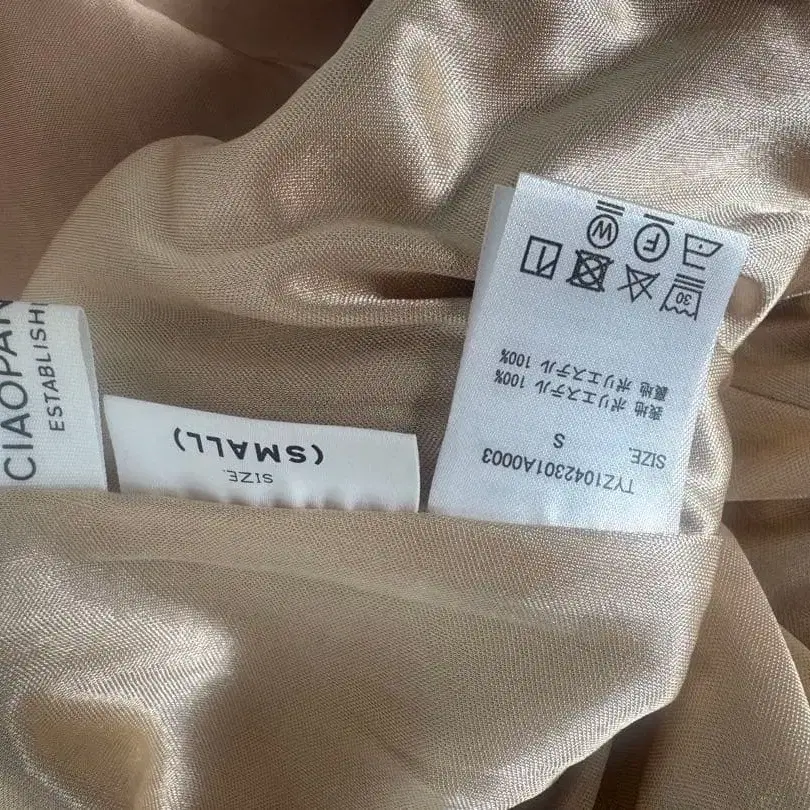 CIAOPAN
ESTABLISH
SIZE.
(SMALL)
TYZ1042301A0003
SIZE.
S
表地 ポリエステル 100%
裏地 ポリエステル 100%
30
F
W